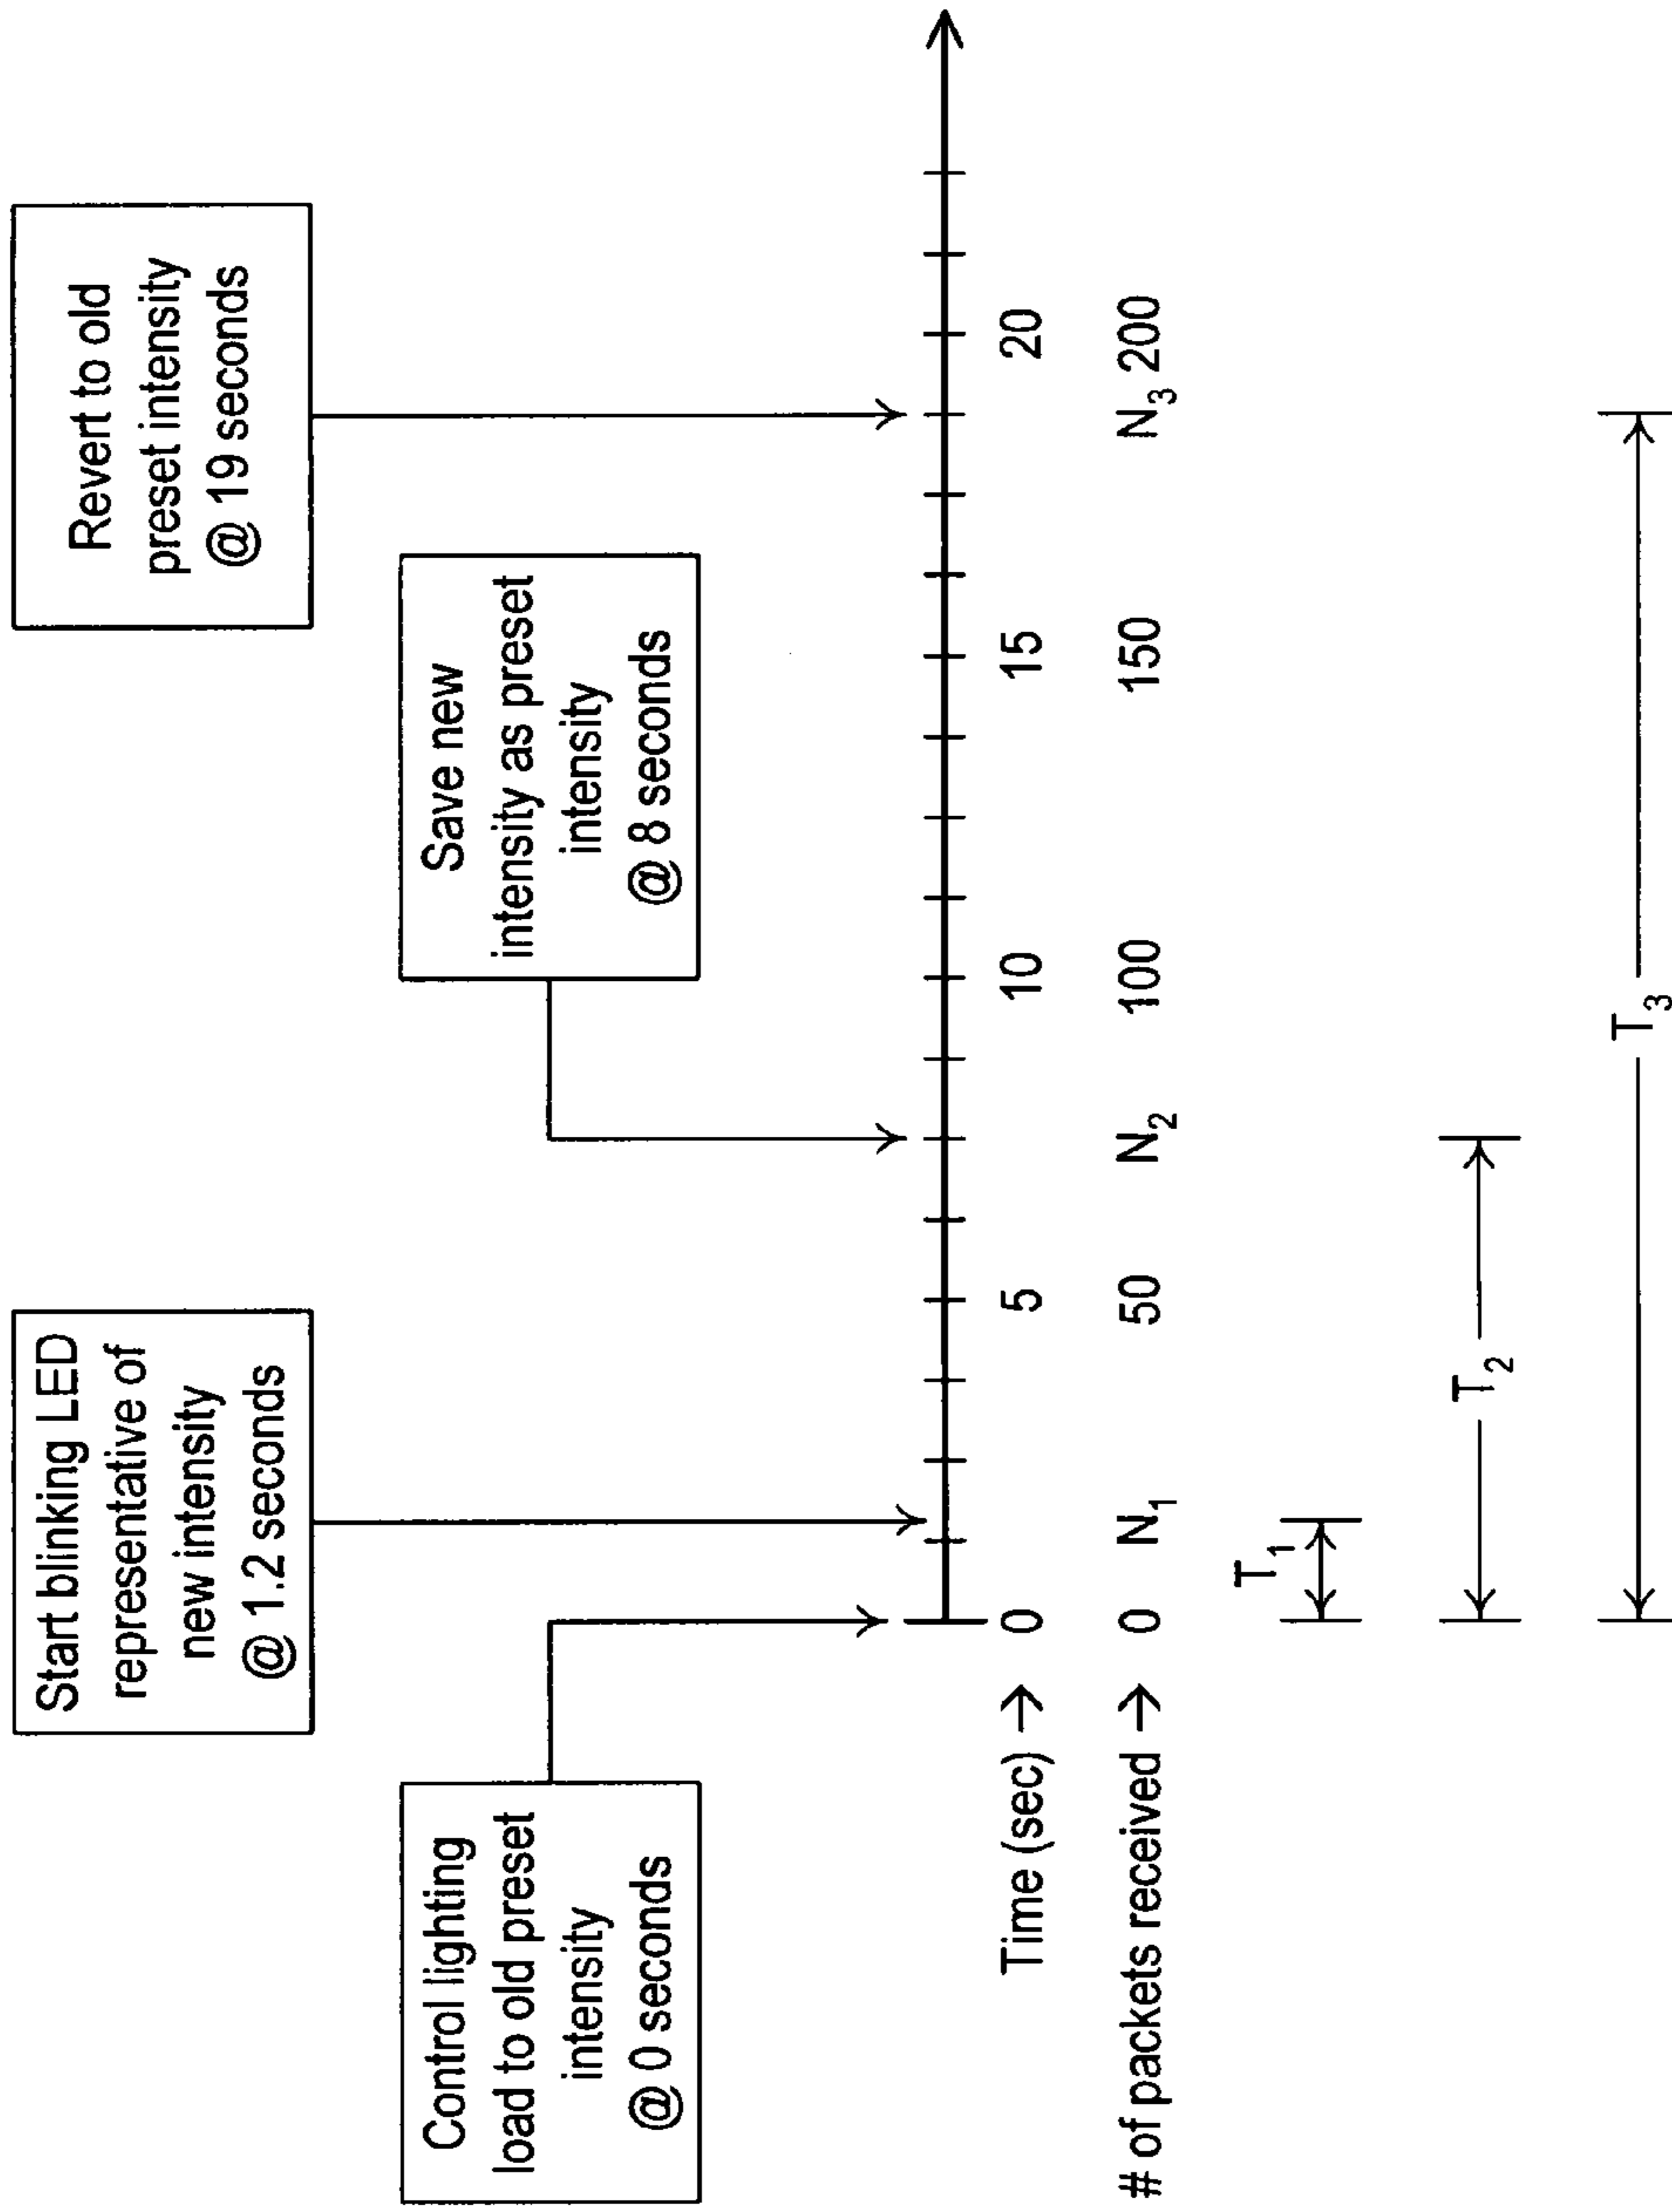 Start blinking LED
representative of
new intensity
@ 1.2 seconds
Revert to old
preset intensity
@ 19 seconds
Control lighting
load to old preset
intensity
@ 0 seconds
Save new
intensity as preset
intensity
@ 8 seconds
Time (sec) → 0 5 10 15 20
# of packets received → 0 N₁ 50 N₂ 100 150 N₃ 200
T₁
T₂
T₃